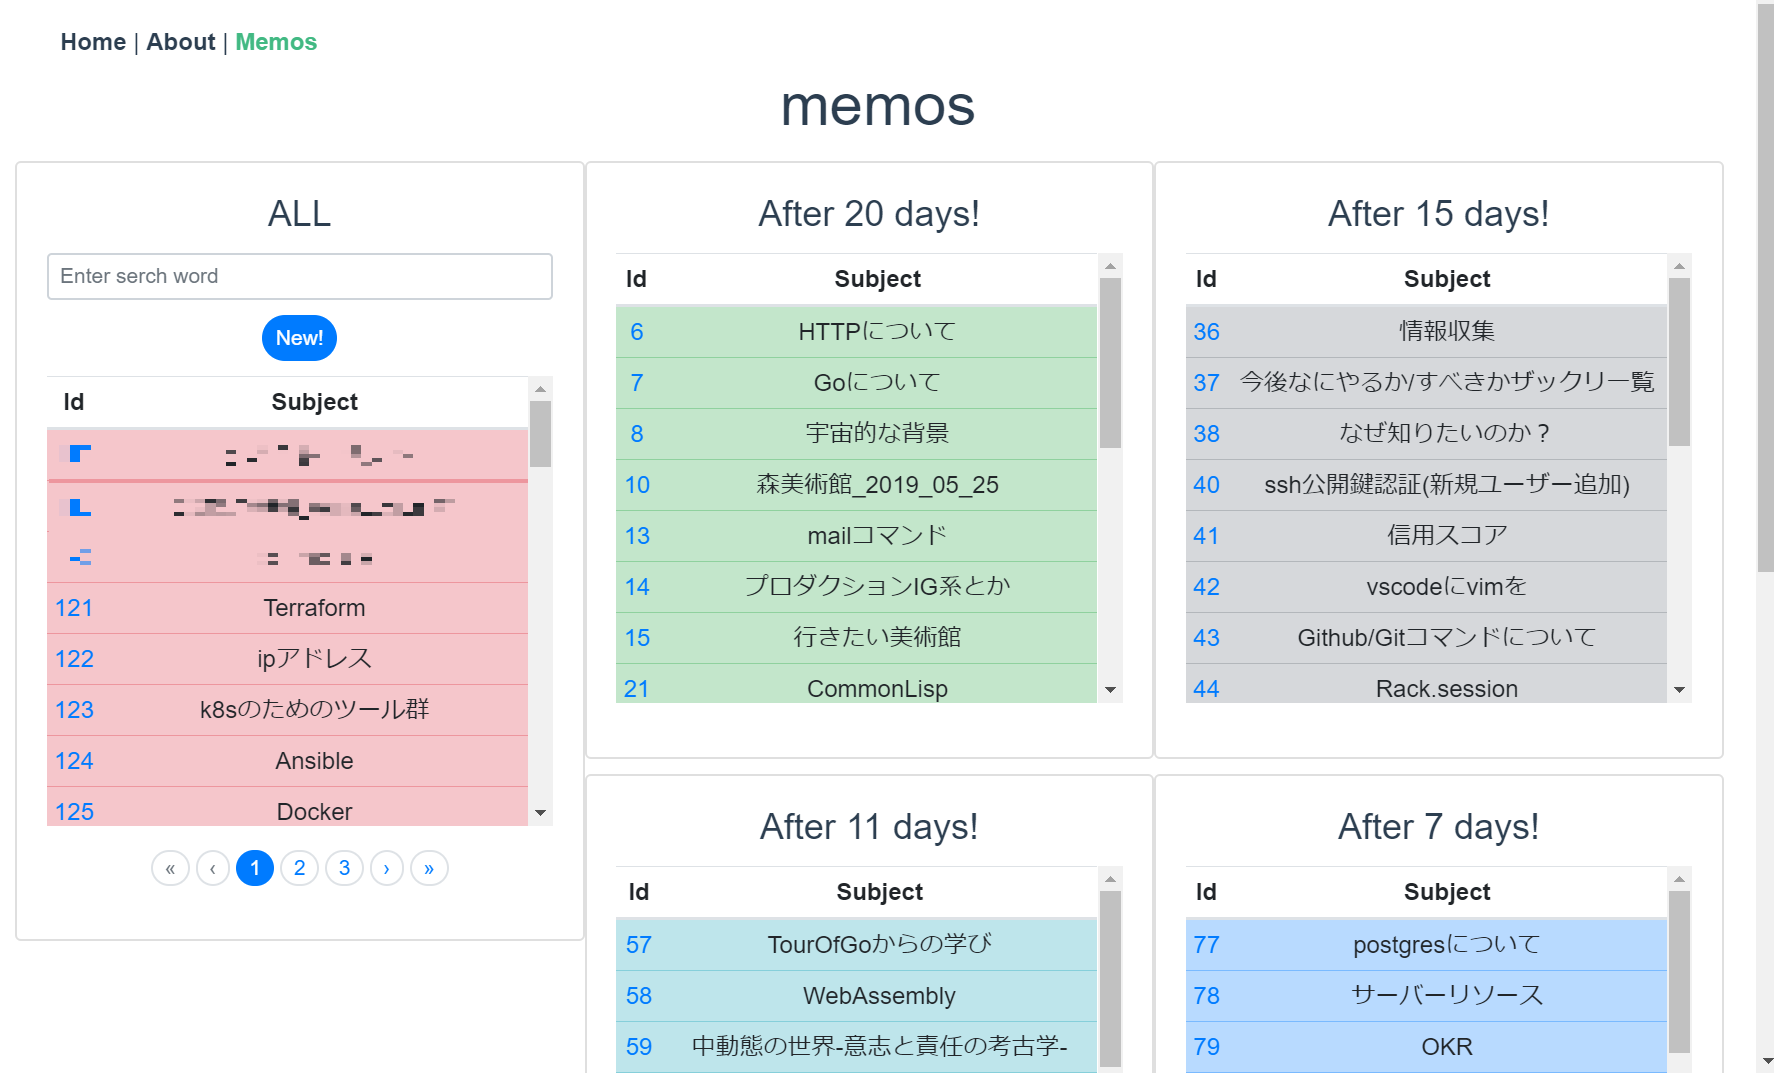 Home | About | Memos
memos
ALL
Enter serch word
New!
Id Subject
121 Terraform
122 ipアドレス
123 k8sのためのツール群
124 Ansible
125 Docker
« ‹ 1 2 3 › »
After 20 days!
Id Subject
6 HTTPについて
7 Goについて
8 宇宙的な背景
10 森美術館_2019_05_25
13 mailコマンド
14 プロダクションIG系とか
15 行きたい美術館
21 CommonLisp
After 15 days!
Id Subject
36 情報収集
37 今後なにやるか/すべきかザックリ一覧
38 なぜ知りたいのか？
40 ssh公開鍵認証(新規ユーザー追加)
41 信用スコア
42 vscodeにvimを
43 Github/Gitコマンドについて
44 Rack.session
After 11 days!
Id Subject
57 TourOfGoからの学び
58 WebAssembly
59 中動態の世界-意志と責任の考古学-
After 7 days!
Id Subject
77 postgresについて
78 サーバーリソース
79 OKR